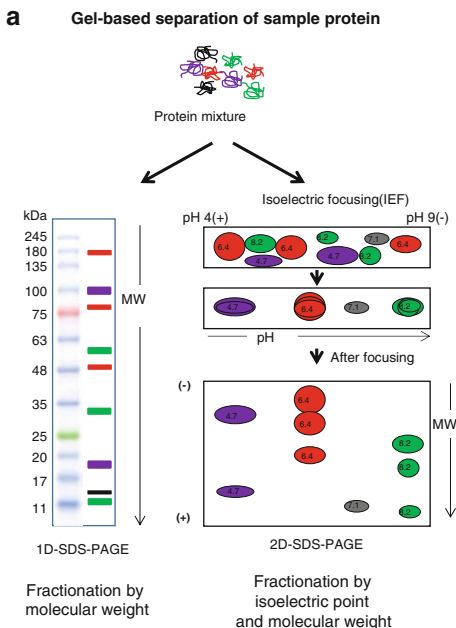 a
Gel-based separation of sample protein
Protein mixture
Isoelectric focusing(IEF)
pH 4(+)
pH 9(-)
6.4
8.2
6.4
4.7
8.2
4.7
7.1
8.2
6.4
4.7
6.4
7.1
8.2
pH
After focusing
kDa
245
180
135
100
75
63
48
35
25
20
17
11
MW
1D-SDS-PAGE
Fractionation by
molecular weight
(-)
(+)
4.7
6.4
6.4
6.4
8.2
8.2
4.7
7.1
8.2
MW
2D-SDS-PAGE
Fractionation by
isoelectric point
and molecular weight